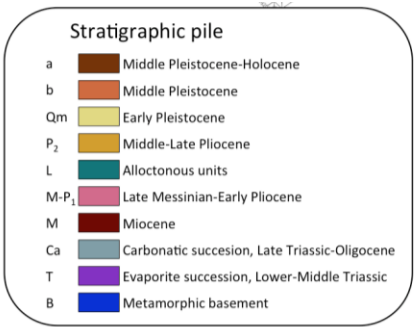 Stratigraphic pile
a Middle Pleistocene-Holocene
b Middle Pleistocene
Qm Early Pleistocene
P2 Middle-Late Pliocene
L Alloctonous units
M-P1 Late Messinian-Early Pliocene
M Miocene
Ca Carbonatic succesion, Late Triassic-Oligocene
T Evaporite succession, Lower-Middle Triassic
B Metamorphic basement